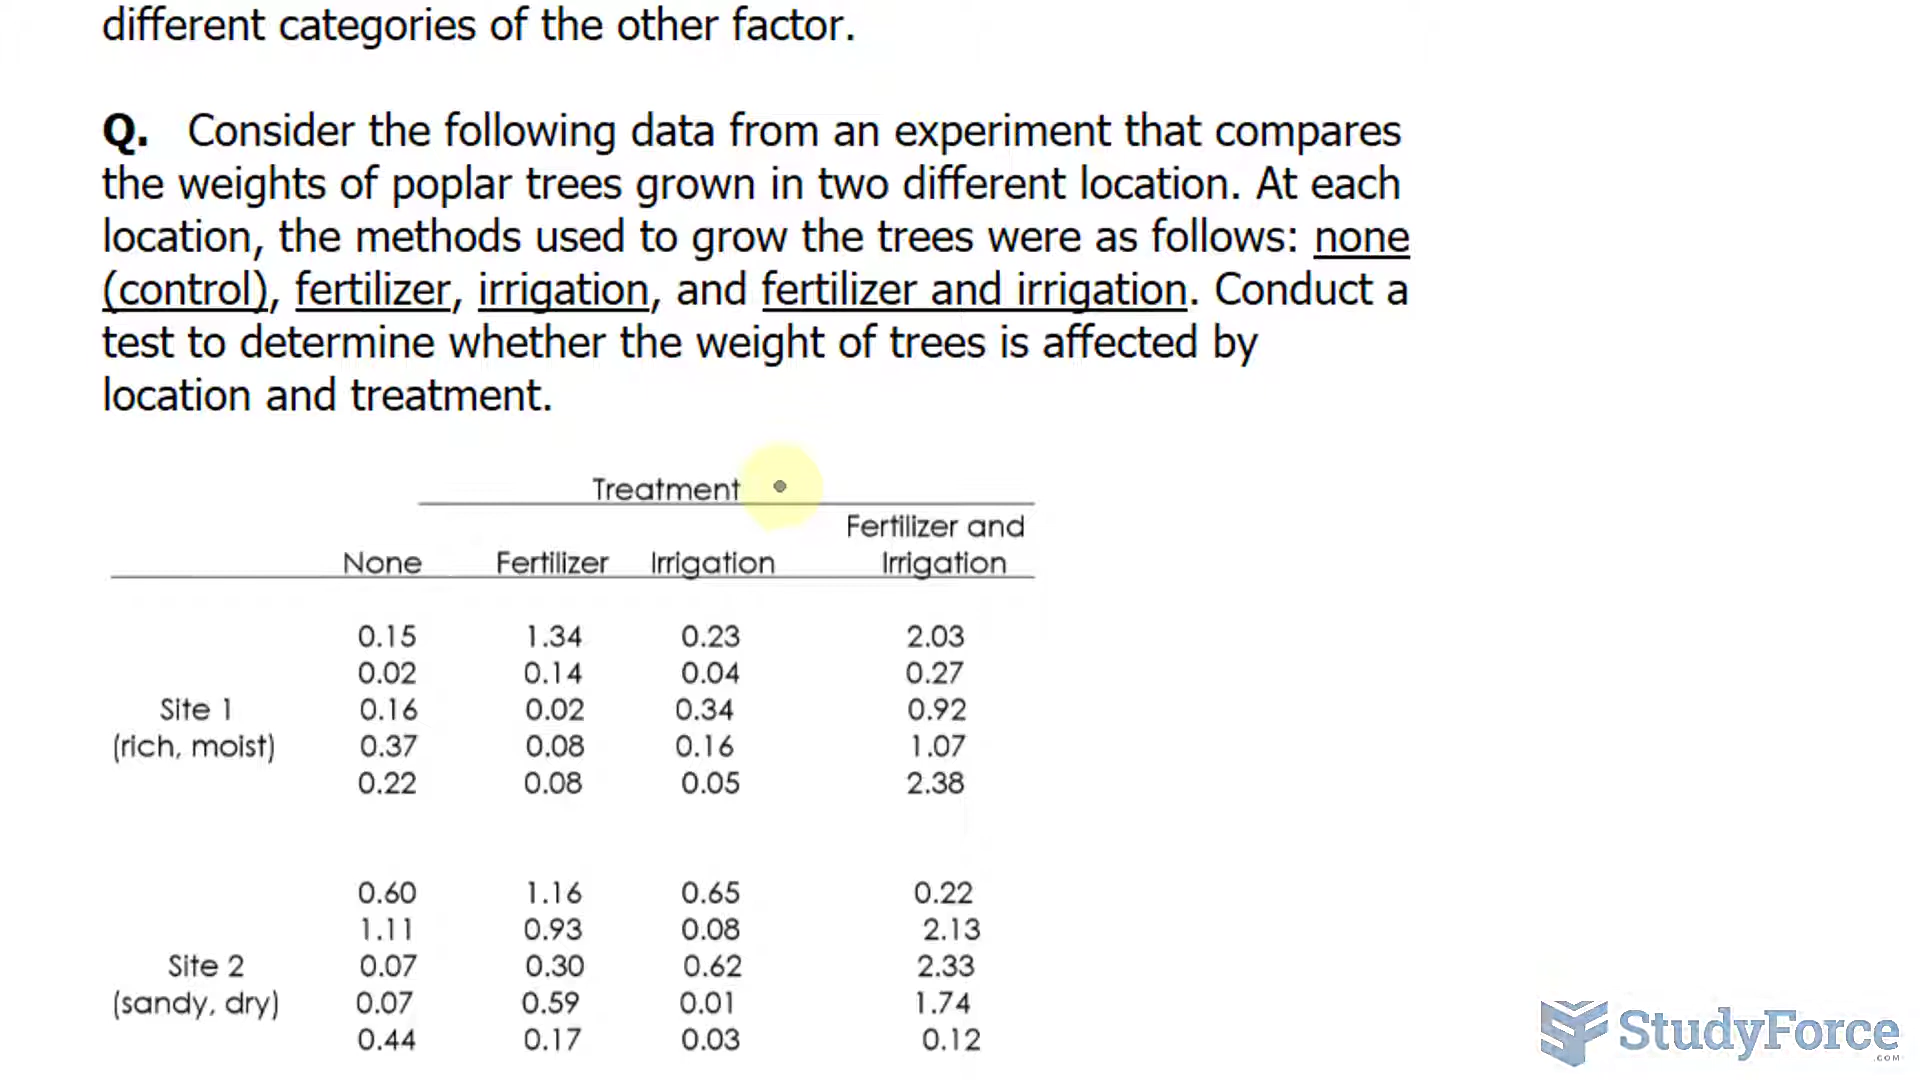 different categories of the other factor.
Q. Consider the following data from an experiment that compares
the weights of poplar trees grown in two different location. At each
location, the methods used to grow the trees were as follows: none
(control), fertilizer, irrigation, and fertilizer and irrigation. Conduct a
test to determine whether the weight of trees is affected by
location and treatment.
Treatment
Fertilizer and
None Fertilizer Irrigation Irrigation
0.15 1.34 0.23 2.03
0.02 0.14 0.04 0.27
Site 1 0.16 0.02 0.34 0.92
(rich, moist) 0.37 0.08 0.16 1.07
0.22 0.08 0.05 2.38
0.60 1.16 0.65 0.22
1.11 0.93 0.08 2.13
Site 2 0.07 0.30 0.62 2.33
(sandy, dry) 0.07 0.59 0.01 1.74
0.44 0.17 0.03 0.12
StudyForce
.COM